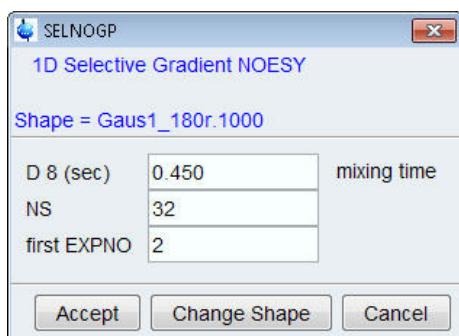 SELNOGP
1D Selective Gradient NOESY
Shape = Gaus1_180r.1000
D 8 (sec) 0.450 mixing time
NS 32
first EXPNO 2
Accept Change Shape Cancel